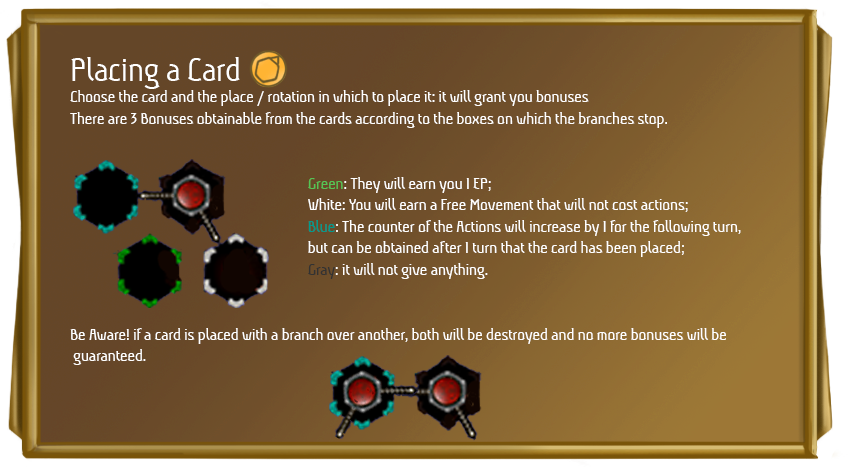 Placing a Card
Choose the card and the place / rotation in which to place it: it will grant you bonuses
There are 3 Bonuses obtainable from the cards according to the boxes on which the branches stop.
Green: They will earn you 1 EP;
White: You will earn a Free Movement that will not cost actions;
Blue: The counter of the Actions will increase by 1 for the following turn,
but can be obtained after 1 turn that the card has been placed;
Gray: it will not give anything.
Be Aware! if a card is placed with a branch over another, both will be destroyed and no more bonuses will be
guaranteed.